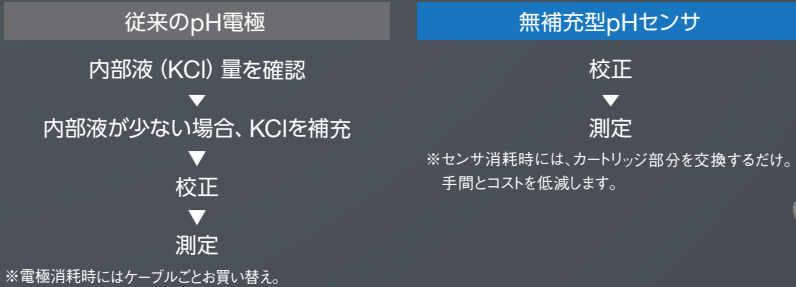 従来のpH電極
内部液（KCl）量を確認
▼
内部液が少ない場合、KClを補充
▼
校正
▼
測定
※電極消耗時にはケーブルごとお買い替え。
無補充型pHセンサ
校正
▼
測定
※センサ消耗時には、カートリッジ部分を交換するだけ。
手間とコストを低減します。